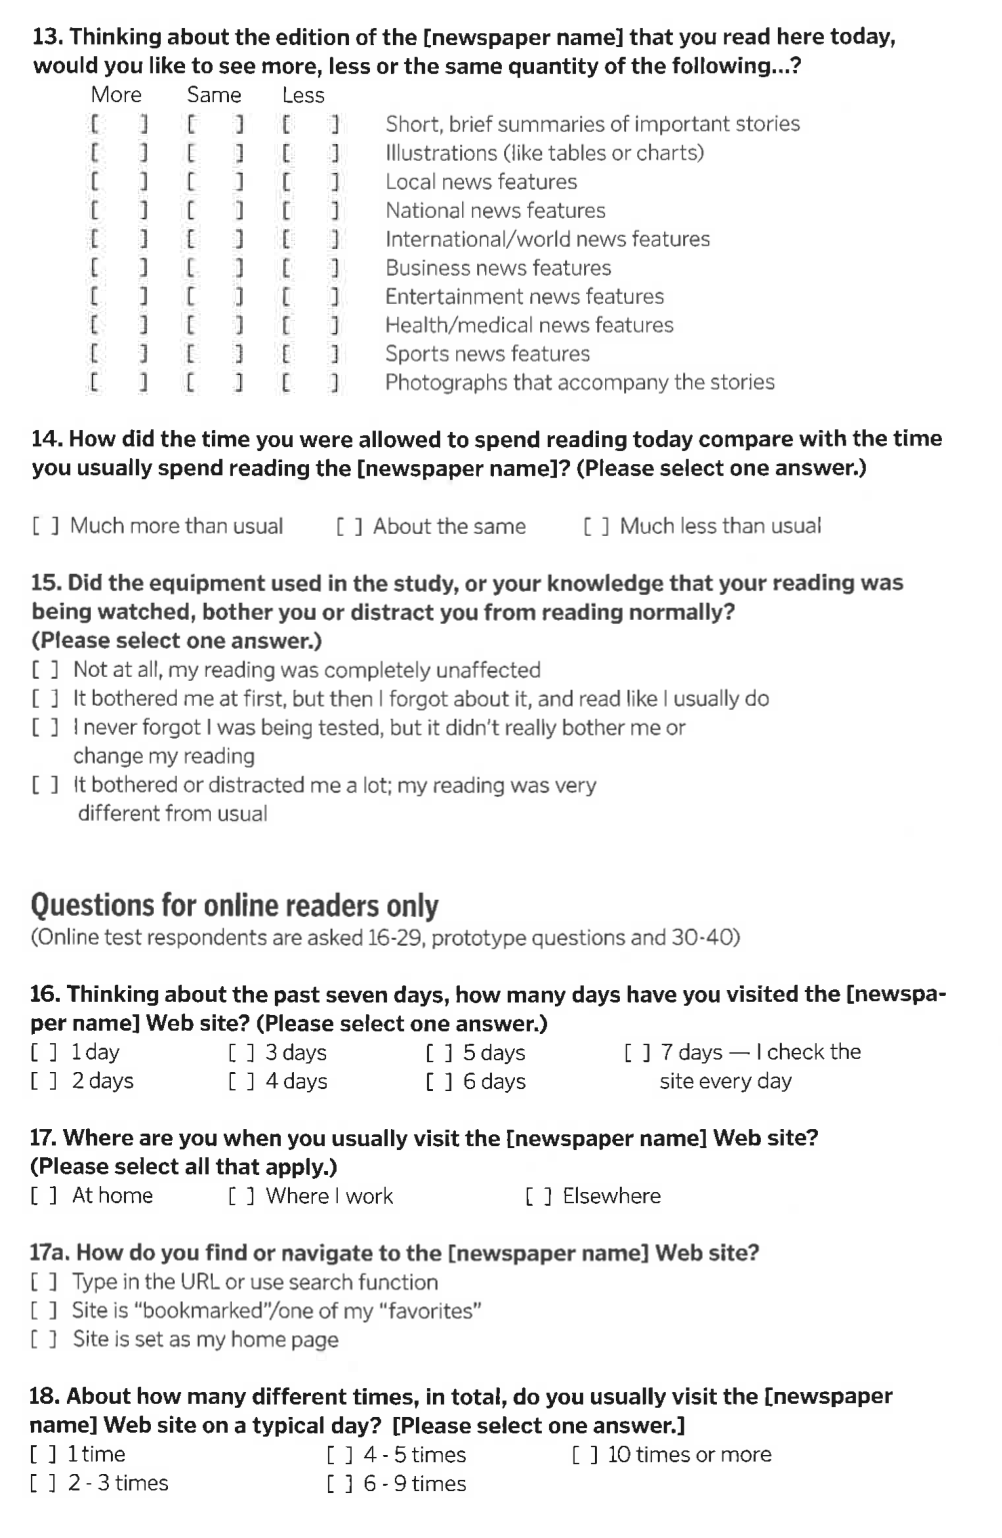 13. Thinking about the edition of the [newspaper name] that you read here today,
would you like to see more, less or the same quantity of the following...?
More Same Less
[ ] [ ] [ ] Short, brief summaries of important stories
[ ] [ ] [ ] Illustrations (like tables or charts)
[ ] [ ] [ ] Local news features
[ ] [ ] [ ] National news features
[ ] [ ] [ ] International/world news features
[ ] [ ] [ ] Business news features
[ ] [ ] [ ] Entertainment news features
[ ] [ ] [ ] Health/medical news features
[ ] [ ] [ ] Sports news features
[ ] [ ] [ ] Photographs that accompany the stories
14. How did the time you were allowed to spend reading today compare with the time
you usually spend reading the [newspaper name]? (Please select one answer.)
[ ] Much more than usual [ ] About the same [ ] Much less than usual
15. Did the equipment used in the study, or your knowledge that your reading was
being watched, bother you or distract you from reading normally?
(Please select one answer.)
[ ] Not at all, my reading was completely unaffected
[ ] It bothered me at first, but then I forgot about it, and read like I usually do
[ ] I never forgot I was being tested, but it didn't really bother me or
change my reading
[ ] It bothered or distracted me a lot; my reading was very
different from usual
Questions for online readers only
(Online test respondents are asked 16-29, prototype questions and 30-40)
16. Thinking about the past seven days, how many days have you visited the [newspa-
per name] Web site? (Please select one answer.)
[ ] 1 day [ ] 3 days [ ] 5 days [ ] 7 days — I check the
[ ] 2 days [ ] 4 days [ ] 6 days site every day
17. Where are you when you usually visit the [newspaper name] Web site?
(Please select all that apply.)
[ ] At home [ ] Where I work [ ] Elsewhere
17a. How do you find or navigate to the [newspaper name] Web site?
[ ] Type in the URL or use search function
[ ] Site is "bookmarked"/one of my "favorites"
[ ] Site is set as my home page
18. About how many different times, in total, do you usually visit the [newspaper
name] Web site on a typical day? [Please select one answer.]
[ ] 1 time [ ] 4 - 5 times [ ] 10 times or more
[ ] 2 - 3 times [ ] 6 - 9 times